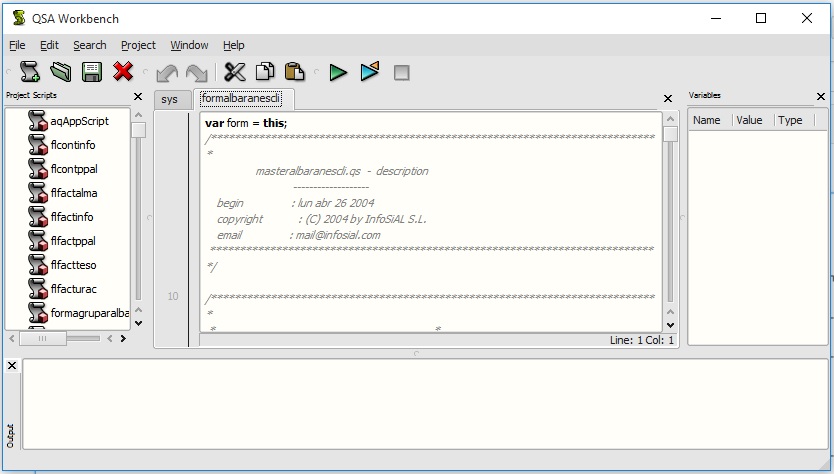 QSA Workbench
File Edit Search Project Window Help
Project Scripts
aqAppScript
flcontinfo
flcontppal
flfactalma
flfactinfo
flfactppal
flfactteso
flfacturac
formagruparalba
sys formalbaranescli
var form = this;
/******************************************************************************************
*
masteralbaranescli.qs - description
-------------------
begin : lun abr 26 2004
copyright : (C) 2004 by InfoSiAL S.L.
email : mail@infosial.com
******************************************************************************************
*/
10
/******************************************************************************************
*
* *
Line: 1 Col: 1
Variables
Name Value Type
Output